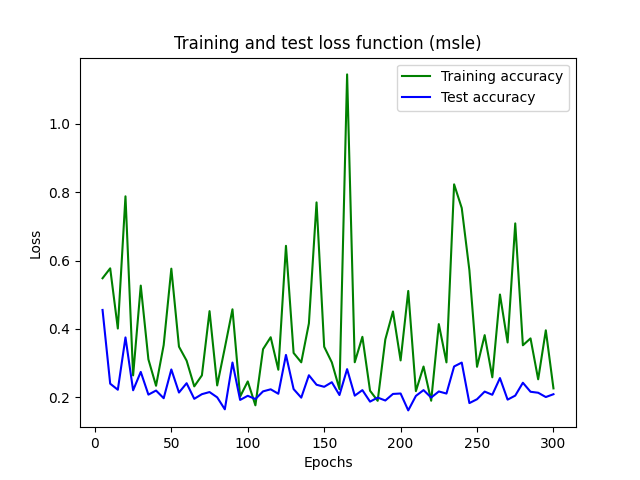 Training and test loss function (msle)
Training accuracy
Test accuracy
Loss
1.0
0.8
0.6
0.4
0.2
0 50 100 150 200 250 300
Epochs